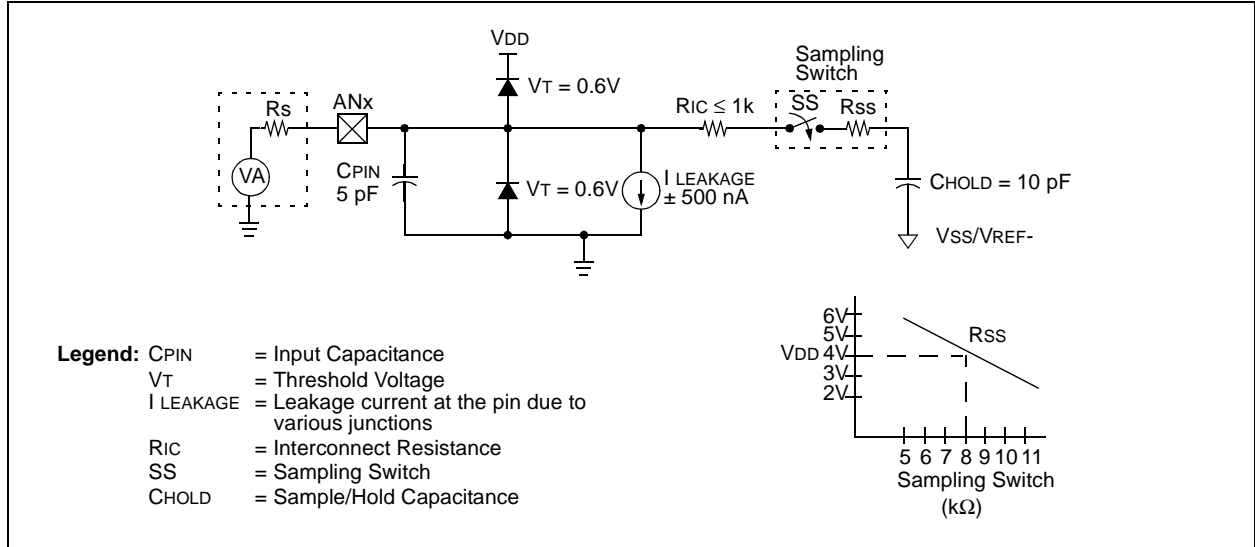 VDD
Sampling
Switch
VT = 0.6V
Rs
ANx
RIC ≤ 1k
SS
RSS
VA
CPIN
5 pF
VT = 0.6V
I LEAKAGE
± 500 nA
CHOLD = 10 pF
VSS/VREF-
Legend: CPIN = Input Capacitance
VT = Threshold Voltage
I LEAKAGE = Leakage current at the pin due to
various junctions
RIC = Interconnect Resistance
SS = Sampling Switch
CHOLD = Sample/Hold Capacitance
6V
5V
VDD 4V
3V
2V
RSS
5 6 7 8 9 10 11
Sampling Switch
(kΩ)